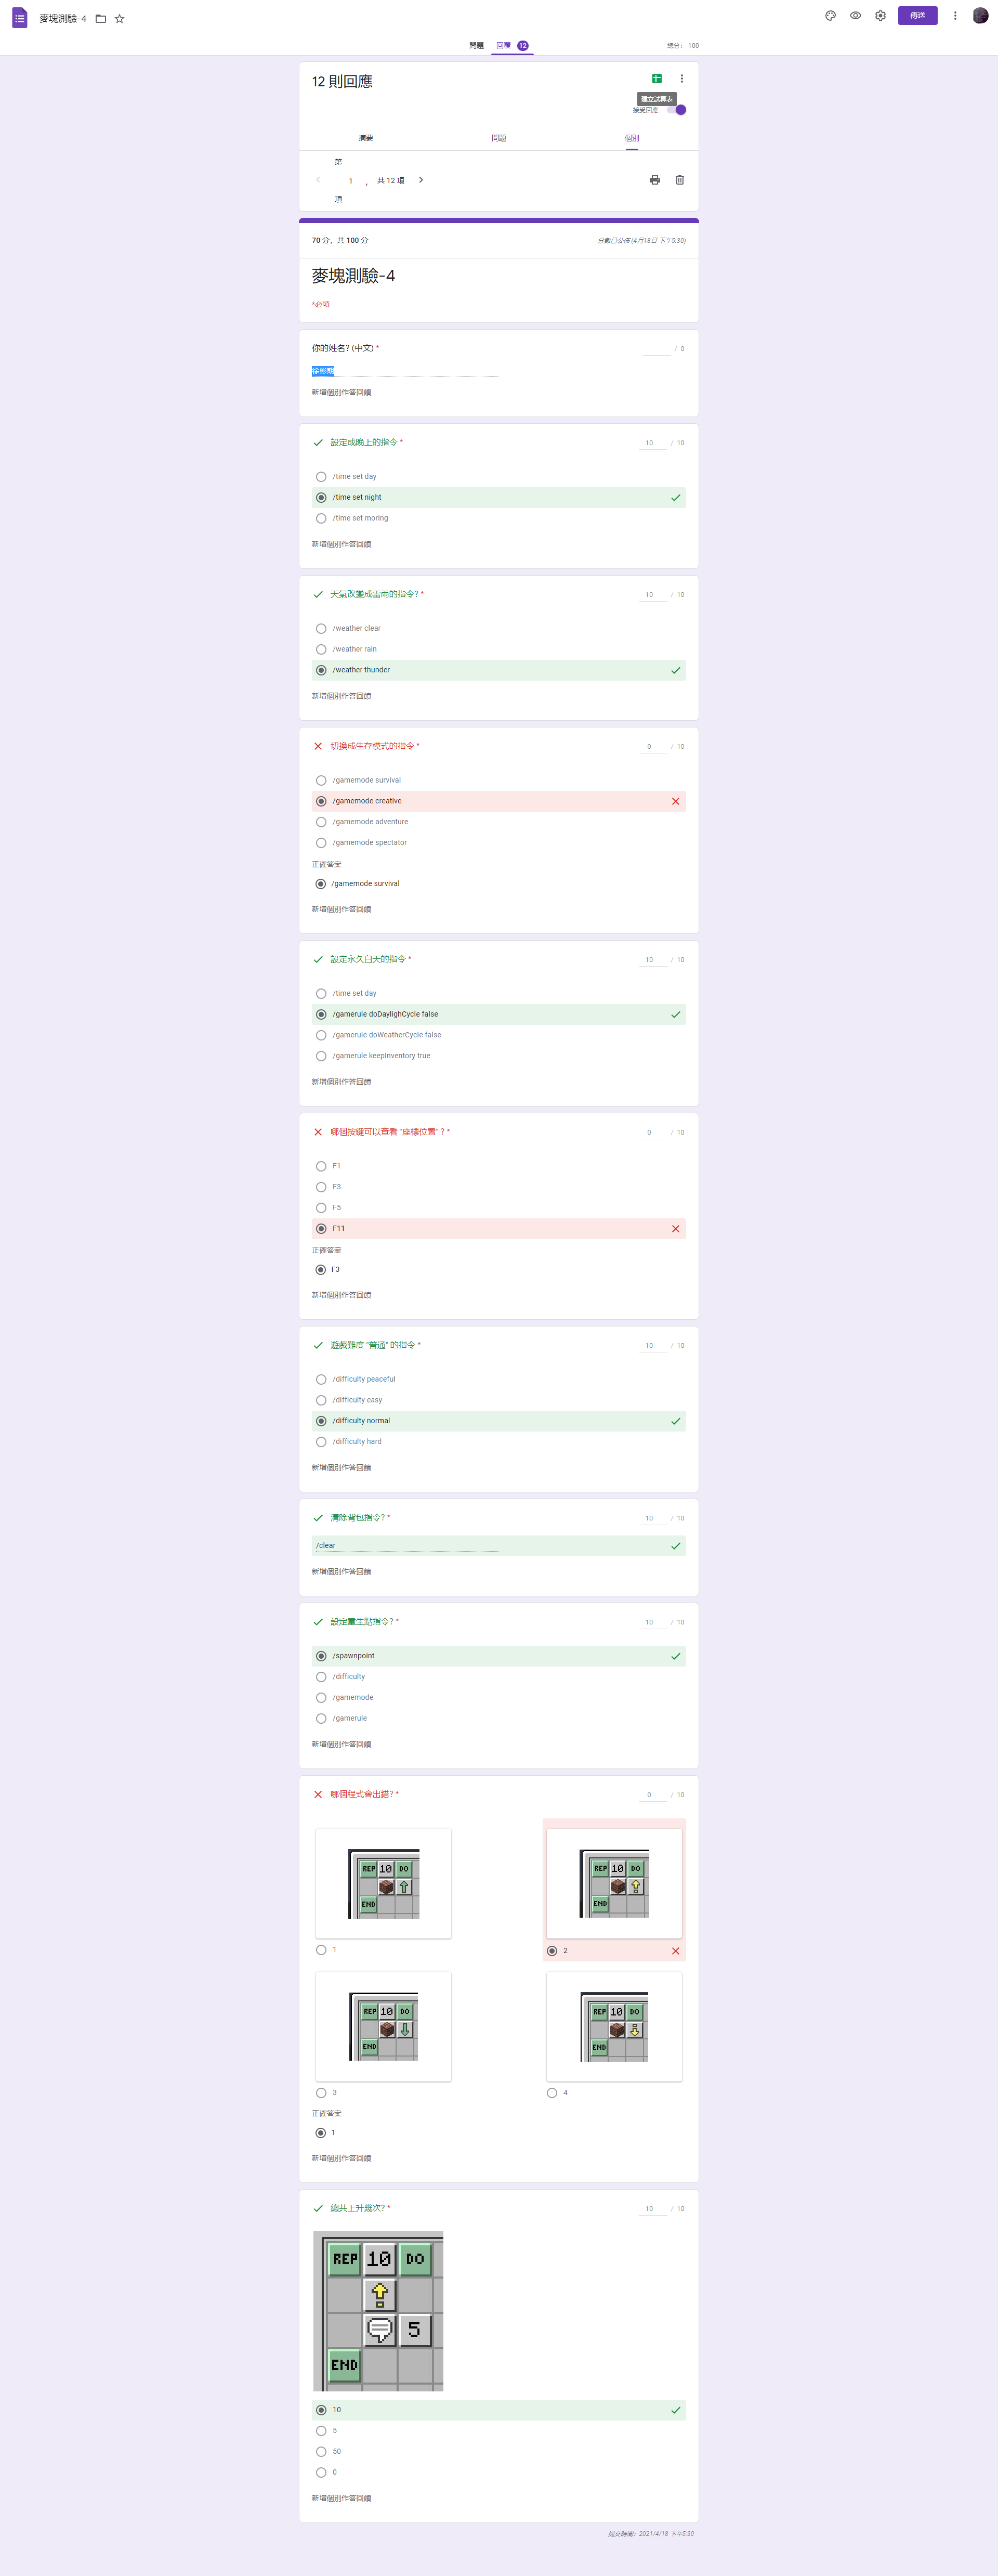 麥塊測驗-4
傳送
問題
回覆 12
總分： 100
12 則回應
建立試算表
接受回應
摘要
問題
個別
第
1 ， 共 12 項
項
70 分，共 100 分
分數已公佈 (4月18日 下午5:30)
麥塊測驗-4
*必填
你的姓名? (中文) *
/ 0
新增個別作答回饋
設定成晚上的指令 *
10 / 10
/time set day
/time set night
/time set moring
新增個別作答回饋
天氣改變成雷雨的指令? *
10 / 10
/weather clear
/weather rain
/weather thunder
新增個別作答回饋
切換成生存模式的指令 *
0 / 10
/gamemode survival
/gamemode creative
/gamemode adventure
/gamemode spectator
正確答案
/gamemode survival
新增個別作答回饋
設定永久白天的指令 *
10 / 10
/time set day
/gamerule doDaylighCycle false
/gamerule doWeatherCycle false
/gamerule keepInventory true
新增個別作答回饋
哪個按鍵可以查看 "座標位置" ? *
0 / 10
F1
F3
F5
F11
正確答案
F3
新增個別作答回饋
遊戲難度 "普通" 的指令 *
10 / 10
/difficulty peaceful
/difficulty easy
/difficulty normal
/difficulty hard
新增個別作答回饋
清除背包指令? *
10 / 10
/clear
新增個別作答回饋
設定重生點指令? *
10 / 10
/spawnpoint
/difficulty
/gamemode
/gamerule
新增個別作答回饋
哪個程式會出錯? *
0 / 10
REP 10 DO
END
1
REP 10 DO
END
2
REP 10 DO
END
3
REP 10 DO
END
4
正確答案
1
新增個別作答回饋
總共上升幾次? *
10 / 10
REP 10 DO
5
END
10
5
50
0
新增個別作答回饋
提交時間： 2021/4/18 下午5:30